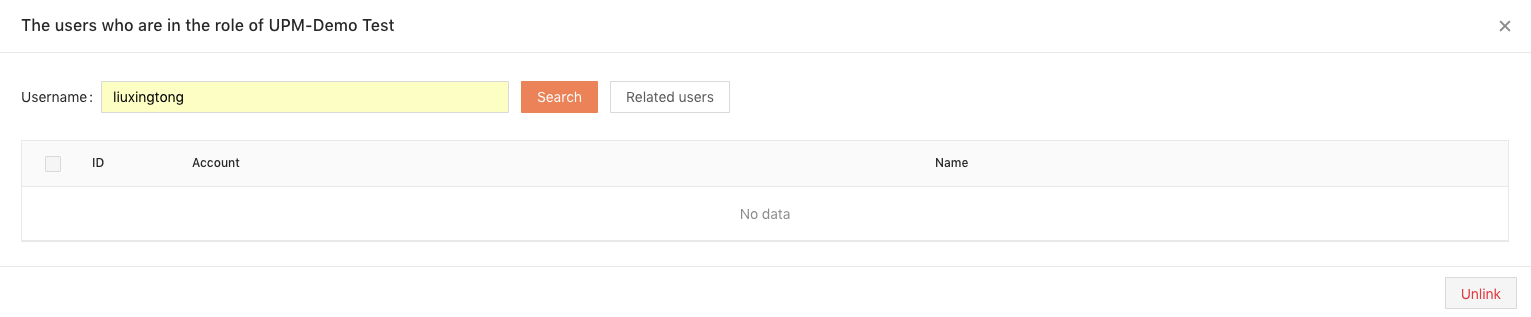 The users who are in the role of UPM-Demo Test
Username: liuxingtong Search Related users
ID Account Name
No data
Unlink